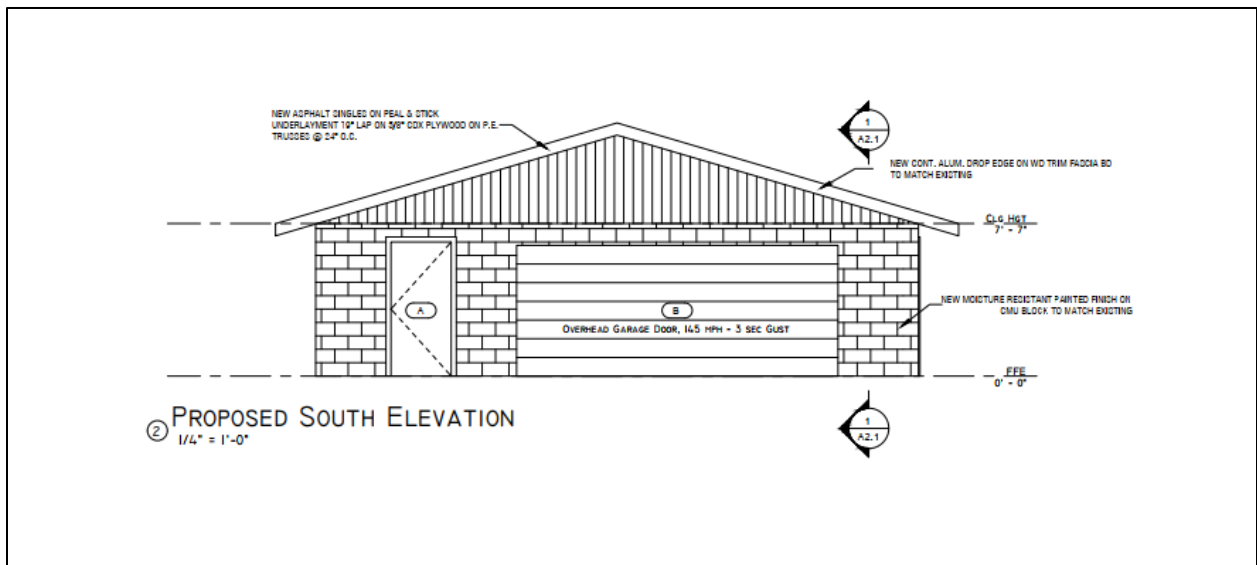 NEW ASPHALT SINGLES ON PEAL & STICK
UNDERLAYMENT 19" LAP ON 5/8" CDX PLYWOOD ON P.E.
TRUSSES @ 24" O.C.
1
A2.1
NEW CONT. ALUM. DROP EDGE ON WD TRIM FASCIA BD
TO MATCH EXISTING
CLG HGT
7' - 7"
A
B
OVERHEAD GARAGE DOOR, 145 MPH - 3 SEC GUST
NEW MOISTURE RESISTANT PAINTED FINISH ON
CMU BLOCK TO MATCH EXISTING
FFE
0' - 0"
2 PROPOSED SOUTH ELEVATION
1/4" = 1'-0"
1
A2.1